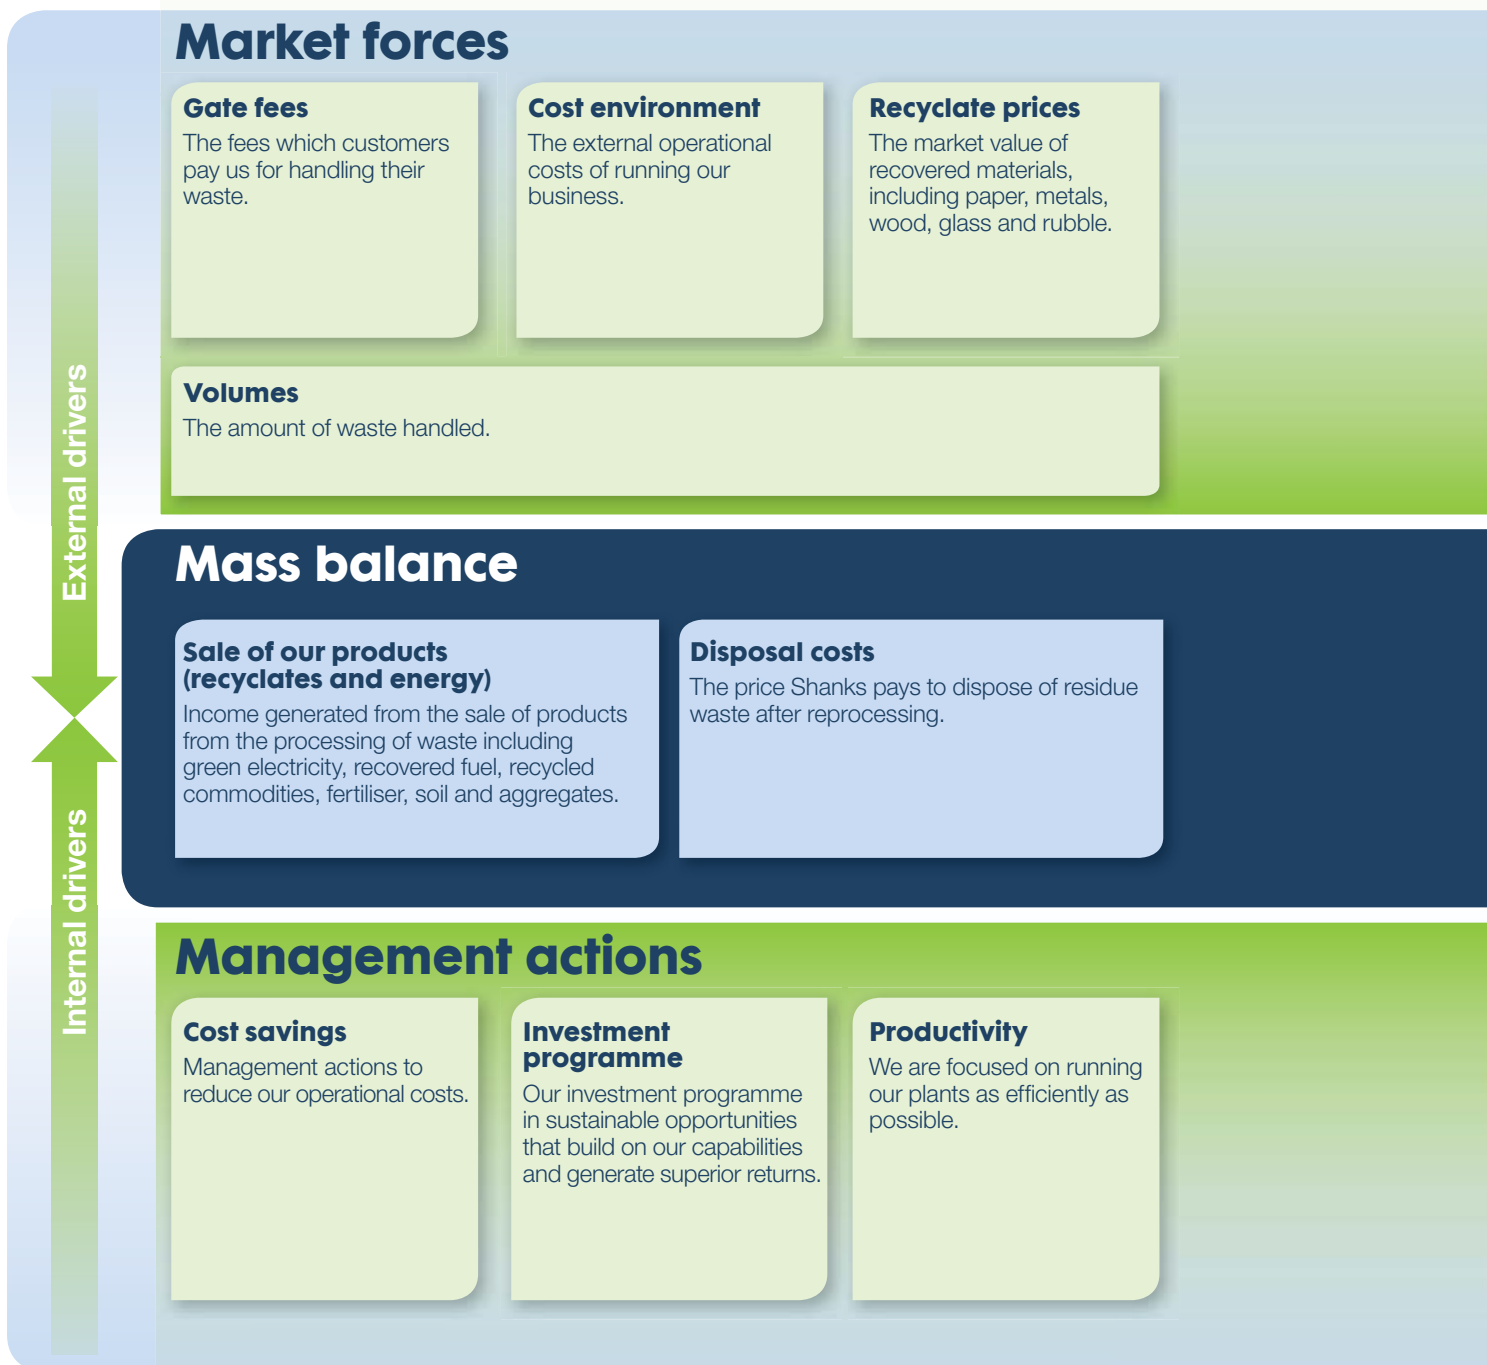 Market forces
Gate fees
The fees which customers
pay us for handling their
waste.
Cost environment
The external operational
costs of running our
business.
Recyclate prices
The market value of
recovered materials,
including paper, metals,
wood, glass and rubble.
Volumes
The amount of waste handled.
External drivers
Mass balance
Sale of our products
(recyclates and energy)
Income generated from the sale of products
from the processing of waste including
green electricity, recovered fuel, recycled
commodities, fertiliser, soil and aggregates.
Disposal costs
The price Shanks pays to dispose of residue
waste after reprocessing.
Internal drivers
Management actions
Cost savings
Management actions to
reduce our operational costs.
Investment
programme
Our investment programme
in sustainable opportunities
that build on our capabilities
and generate superior returns.
Productivity
We are focused on running
our plants as efficiently as
possible.